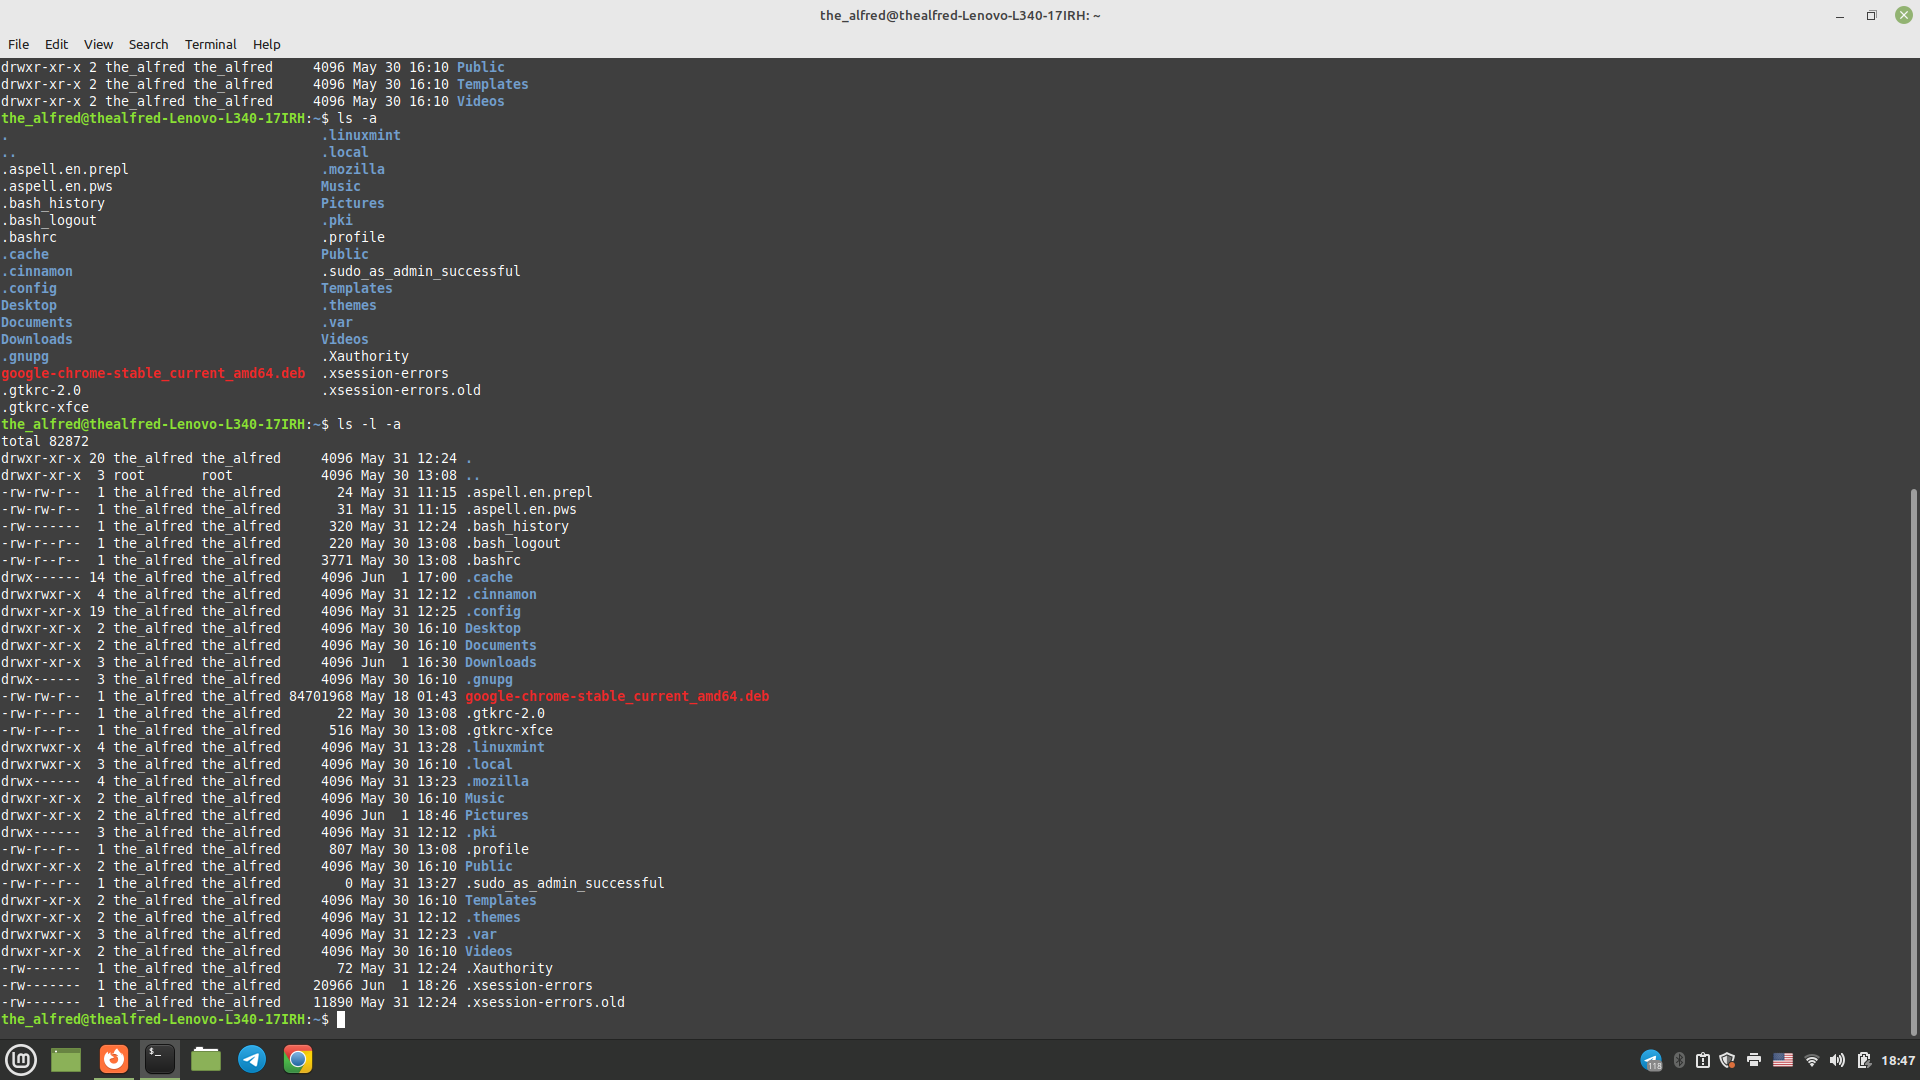 the_alfred@thealfred-Lenovo-L340-17IRH: ~
File Edit View Search Terminal Help
drwxr-xr-x 2 the_alfred the_alfred     4096 May 30 16:10 Public
drwxr-xr-x 2 the_alfred the_alfred     4096 May 30 16:10 Templates
drwxr-xr-x 2 the_alfred the_alfred     4096 May 30 16:10 Videos
the_alfred@thealfred-Lenovo-L340-17IRH:~$ ls -a
.                                       .linuxmint
..                                      .local
.aspell.en.prepl                        .mozilla
.aspell.en.pws                          Music
.bash_history                           Pictures
.bash_logout                            .pki
.bashrc                                 .profile
.cache                                  Public
.cinnamon                               .sudo_as_admin_successful
.config                                 Templates
Desktop                                 .themes
Documents                               .var
Downloads                               Videos
.gnupg                                  .Xauthority
google-chrome-stable_current_amd64.deb  .xsession-errors
.gtkrc-2.0                              .xsession-errors.old
.gtkrc-xfce
the_alfred@thealfred-Lenovo-L340-17IRH:~$ ls -l -a
total 82872
drwxr-xr-x 20 the_alfred the_alfred     4096 May 31 12:24 .
drwxr-xr-x  3 root       root           4096 May 30 13:08 ..
-rw-rw-r--  1 the_alfred the_alfred       24 May 31 11:15 .aspell.en.prepl
-rw-rw-r--  1 the_alfred the_alfred       31 May 31 11:15 .aspell.en.pws
-rw-------  1 the_alfred the_alfred      320 May 31 12:24 .bash_history
-rw-r--r--  1 the_alfred the_alfred      220 May 30 13:08 .bash_logout
-rw-r--r--  1 the_alfred the_alfred     3771 May 30 13:08 .bashrc
drwx------ 14 the_alfred the_alfred     4096 Jun  1 17:00 .cache
drwxrwxr-x  4 the_alfred the_alfred     4096 May 31 12:12 .cinnamon
drwxr-xr-x 19 the_alfred the_alfred     4096 May 31 12:25 .config
drwxr-xr-x  2 the_alfred the_alfred     4096 May 30 16:10 Desktop
drwxr-xr-x  2 the_alfred the_alfred     4096 May 30 16:10 Documents
drwxr-xr-x  3 the_alfred the_alfred     4096 Jun  1 16:30 Downloads
drwx------  3 the_alfred the_alfred     4096 May 30 16:10 .gnupg
-rw-rw-r--  1 the_alfred the_alfred 84701968 May 18 01:43 google-chrome-stable_current_amd64.deb
-rw-r--r--  1 the_alfred the_alfred       22 May 30 13:08 .gtkrc-2.0
-rw-r--r--  1 the_alfred the_alfred      516 May 30 13:08 .gtkrc-xfce
drwxrwxr-x  4 the_alfred the_alfred     4096 May 31 13:28 .linuxmint
drwxrwxr-x  3 the_alfred the_alfred     4096 May 30 16:10 .local
drwx------  4 the_alfred the_alfred     4096 May 31 13:23 .mozilla
drwxr-xr-x  2 the_alfred the_alfred     4096 May 30 16:10 Music
drwxr-xr-x  2 the_alfred the_alfred     4096 Jun  1 18:46 Pictures
drwx------  3 the_alfred the_alfred     4096 May 31 12:12 .pki
-rw-r--r--  1 the_alfred the_alfred      807 May 30 13:08 .profile
drwxr-xr-x  2 the_alfred the_alfred     4096 May 30 16:10 Public
-rw-r--r--  1 the_alfred the_alfred        0 May 31 13:27 .sudo_as_admin_successful
drwxr-xr-x  2 the_alfred the_alfred     4096 May 30 16:10 Templates
drwxr-xr-x  2 the_alfred the_alfred     4096 May 31 12:12 .themes
drwxrwxr-x  3 the_alfred the_alfred     4096 May 31 12:23 .var
drwxr-xr-x  2 the_alfred the_alfred     4096 May 30 16:10 Videos
-rw-------  1 the_alfred the_alfred       72 May 31 12:24 .Xauthority
-rw-------  1 the_alfred the_alfred    20966 Jun  1 18:26 .xsession-errors
-rw-------  1 the_alfred the_alfred    11890 May 31 12:24 .xsession-errors.old
the_alfred@thealfred-Lenovo-L340-17IRH:~$
118 18:47